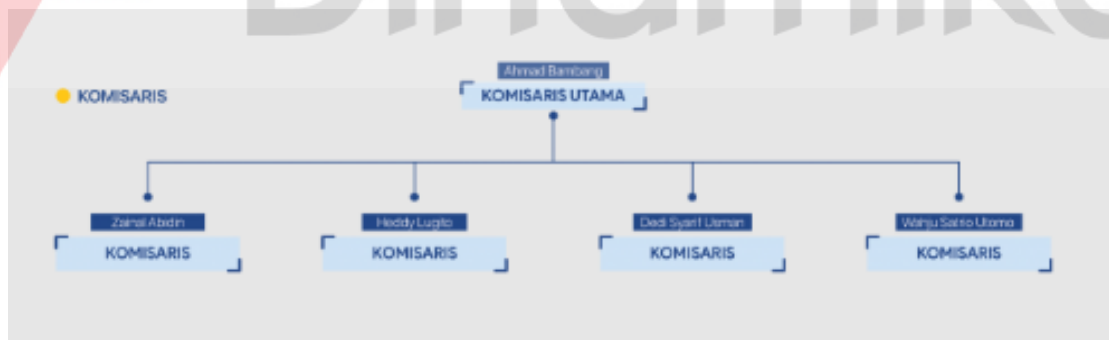 Dinamika
Ahmad Bambang
KOMISARIS
KOMISARIS UTAMA
Zainal Abidin
Heddy Lugito
Dedi Syarif Usman
Wahju Satrio Utomo
KOMISARIS
KOMISARIS
KOMISARIS
KOMISARIS